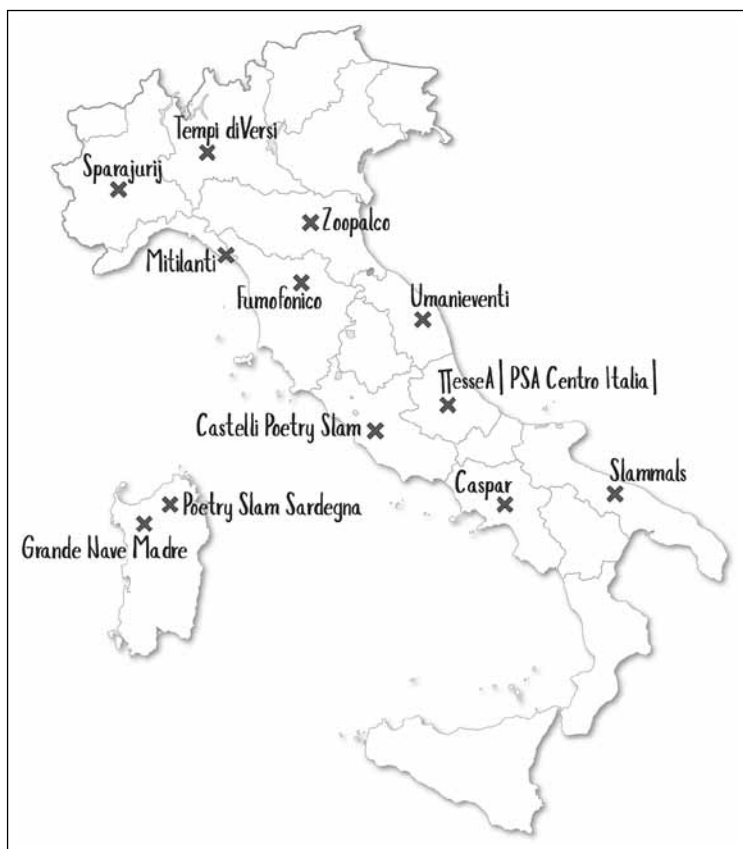 Tempi diVersi
Sparajurij
Zoopalco
Mitilanti
Fumofonico
Umanieventi
πesseA | PSA Centro Italia |
Castelli Poetry Slam
Caspar
Slammals
Poetry Slam Sardegna
Grande Nave Madre